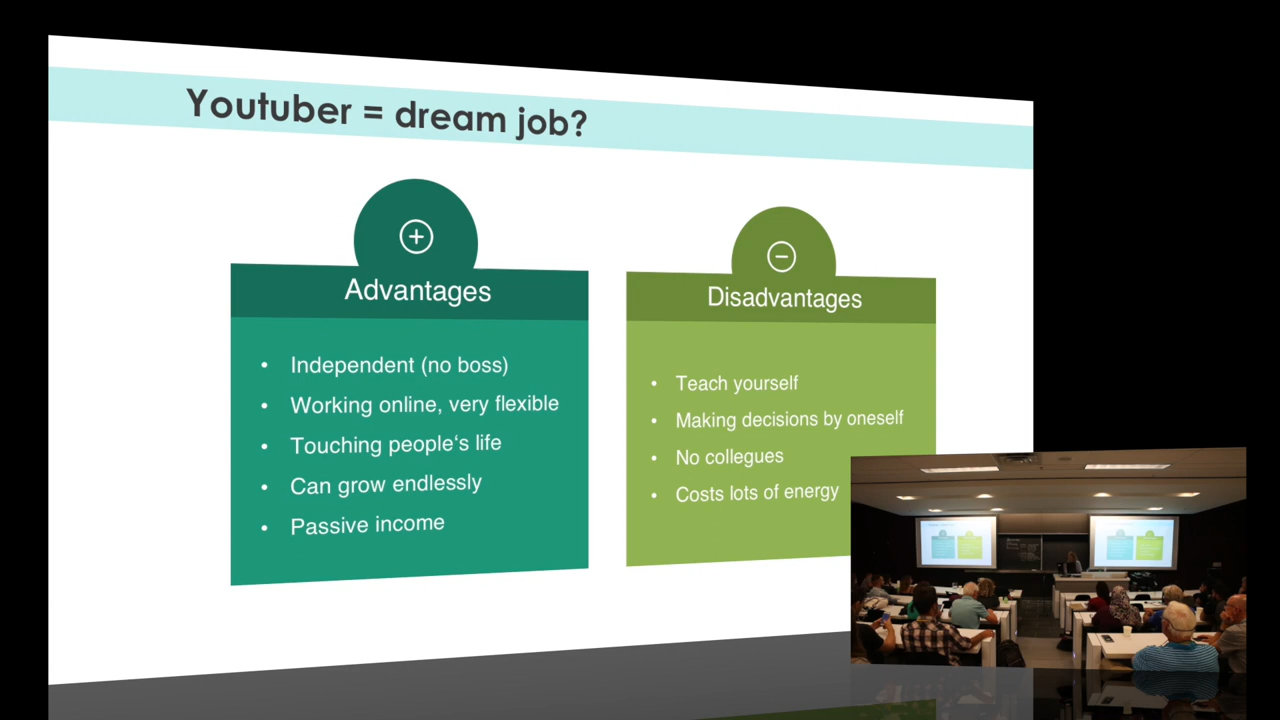 Youtuber = dream job?
Advantages
Independent (no boss)
Working online, very flexible
Touching people‘s life
Can grow endlessly
Passive income
Disadvantages
Teach yourself
Making decisions by oneself
No collegues
Costs lots of energy